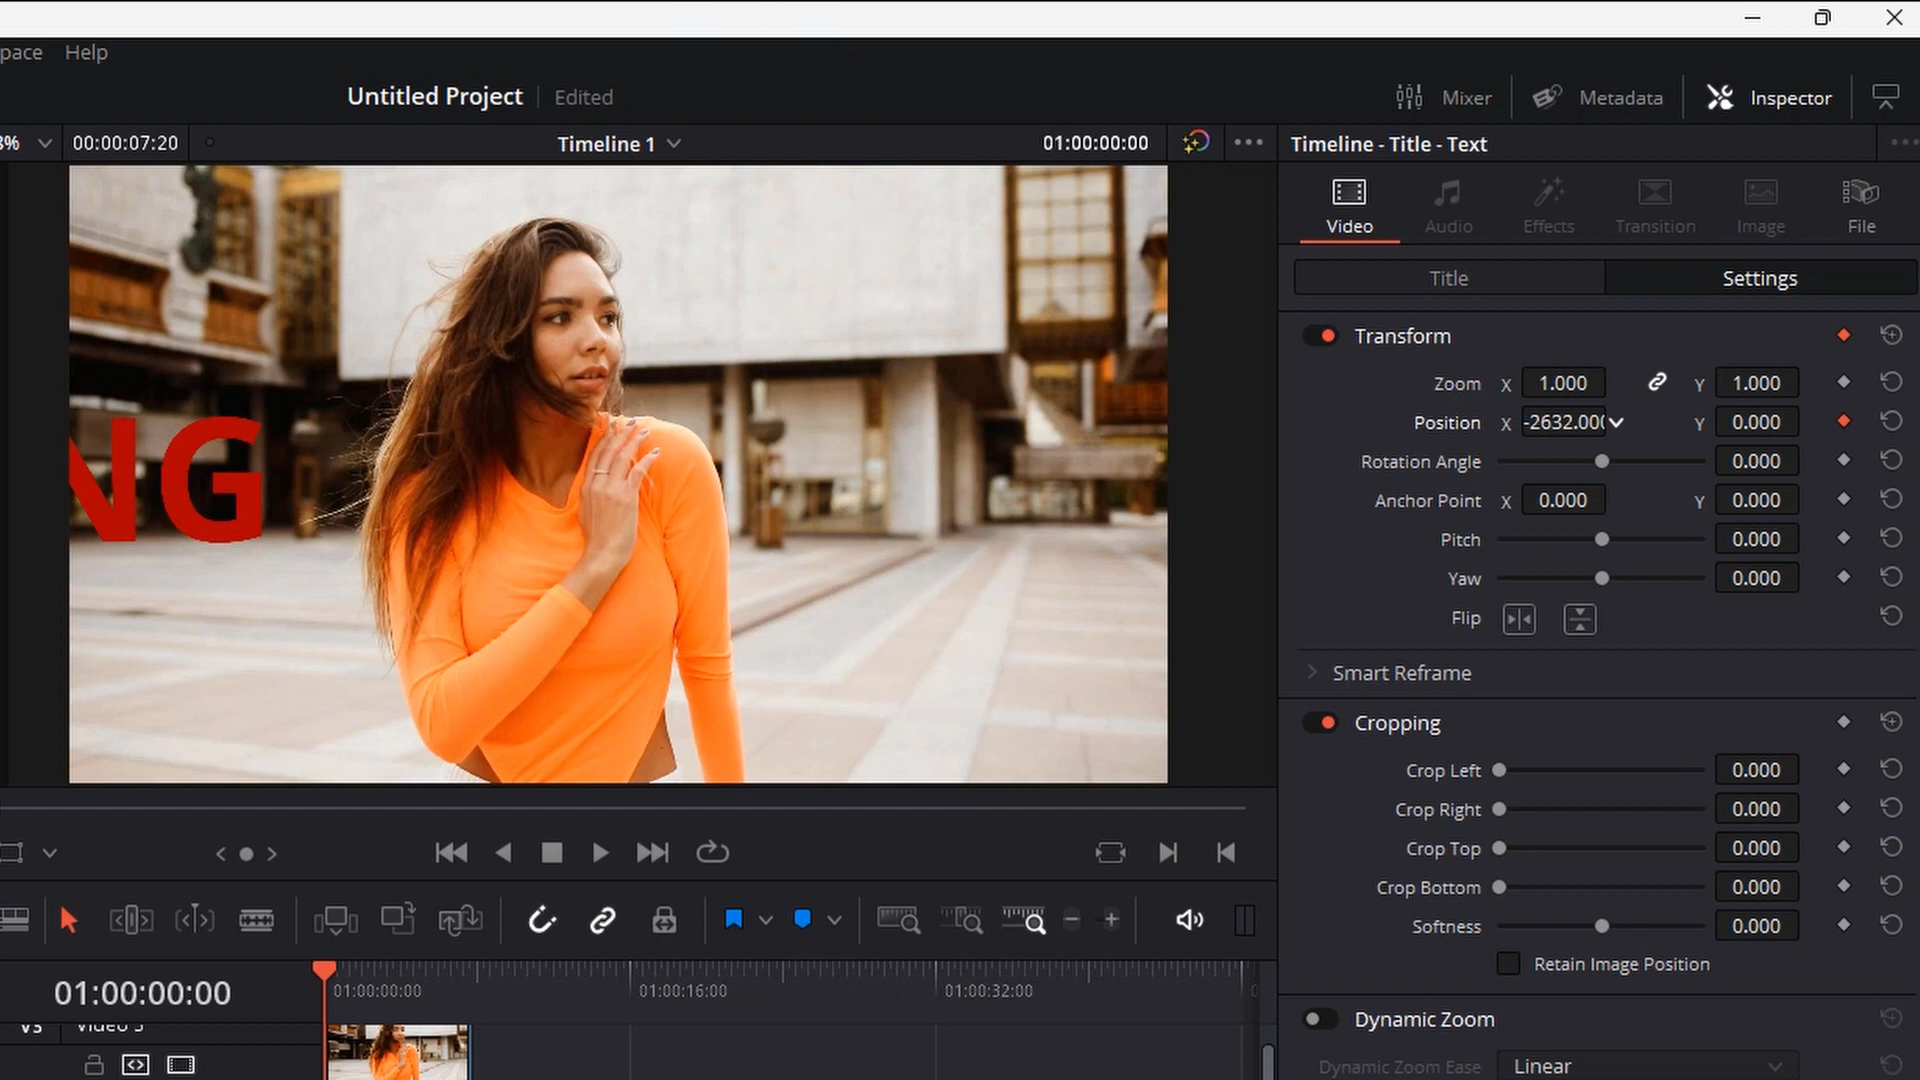 pace Help
Untitled Project Edited
Mixer Metadata Inspector
8% 00:00:07:20 Timeline 1 01:00:00:00
Timeline - Title - Text
Video Audio Effects Transition Image File
Title Settings
Transform
Zoom X 1.000 Y 1.000
Position X -2632.000 Y 0.000
NG
Rotation Angle 0.000
Anchor Point X 0.000 Y 0.000
Pitch 0.000
Yaw 0.000
Flip
Smart Reframe
Cropping
Crop Left 0.000
Crop Right 0.000
Crop Top 0.000
Crop Bottom 0.000
Softness 0.000
Retain Image Position
Dynamic Zoom
Dynamic Zoom Ease Linear
01:00:00:00
01:00:00:00 01:00:16:00 01:00:32:00
V3 Video 3